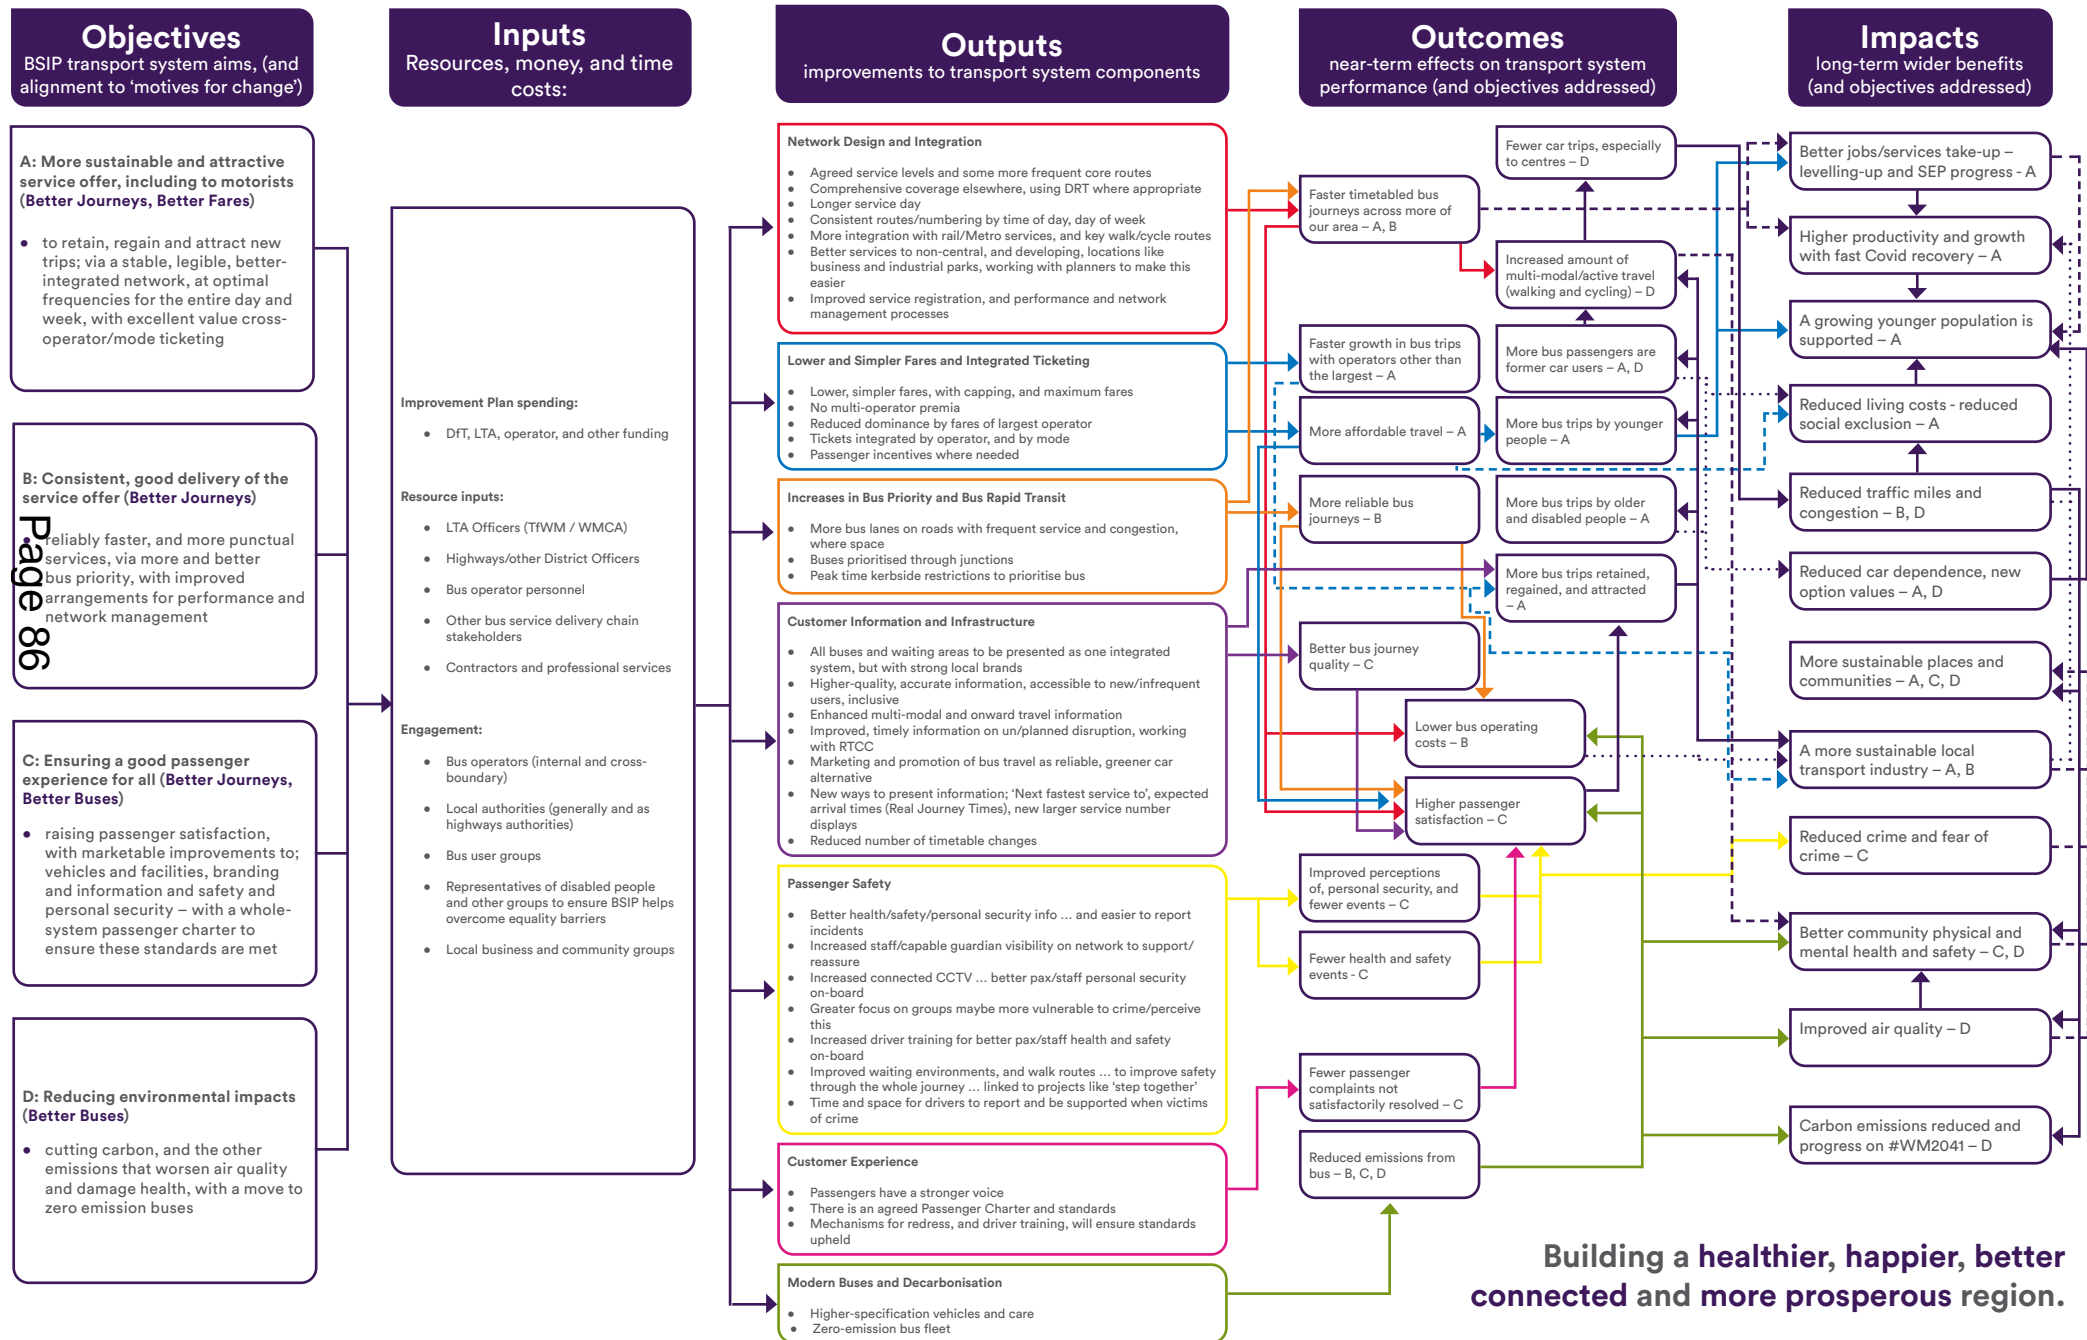 Objectives
BSIP transport system aims, (and
alignment to ‘motives for change’)
A: More sustainable and attractive
service offer, including to motorists
(Better Journeys, Better Fares)
• to retain, regain and attract new
trips; via a stable, legible, better-
integrated network, at optimal
frequencies for the entire day and
week, with excellent value cross-
operator/mode ticketing
B: Consistent, good delivery of the
service offer (Better Journeys)
• reliably faster, and more punctual
services, via more and better
bus priority, with improved
arrangements for performance and
network management
Page 86
C: Ensuring a good passenger
experience for all (Better Journeys,
Better Buses)
• raising passenger satisfaction,
with marketable improvements to;
vehicles and facilities, branding
and information and safety and
personal security – with a whole-
system passenger charter to
ensure these standards are met
D: Reducing environmental impacts
(Better Buses)
• cutting carbon, and the other
emissions that worsen air quality
and damage health, with a move to
zero emission buses
Inputs
Resources, money, and time
costs:
Improvement Plan spending:
• DfT, LTA, operator, and other funding
Resource inputs:
• LTA Officers (TfWM / WMCA)
• Highways/other District Officers
• Bus operator personnel
• Other bus service delivery chain
stakeholders
• Contractors and professional services
Engagement:
• Bus operators (internal and cross-
boundary)
• Local authorities (generally and as
highways authorities)
• Bus user groups
• Representatives of disabled people
and other groups to ensure BSIP helps
overcome equality barriers
• Local business and community groups
Outputs
improvements to transport system components
Network Design and Integration
• Agreed service levels and some more frequent core routes
• Comprehensive coverage elsewhere, using DRT where appropriate
• Longer service day
• Consistent routes/numbering by time of day, day of week
• More integration with rail/Metro services, and key walk/cycle routes
• Better services to non-central, and developing, locations like
business and industrial parks, working with planners to make this
easier
• Improved service registration, and performance and network
management processes
Lower and Simpler Fares and Integrated Ticketing
• Lower, simpler fares, with capping, and maximum fares
• No multi-operator premia
• Reduced dominance by fares of largest operator
• Tickets integrated by operator, and by mode
• Passenger incentives where needed
Increases in Bus Priority and Bus Rapid Transit
• More bus lanes on roads with frequent service and congestion,
where space
• Buses prioritised through junctions
• Peak time kerbside restrictions to prioritise bus
Customer Information and Infrastructure
• All buses and waiting areas to be presented as one integrated
system, but with strong local brands
• Higher-quality, accurate information, accessible to new/infrequent
users, inclusive
• Enhanced multi-modal and onward travel information
• Improved, timely information on un/planned disruption, working
with RTCC
• Marketing and promotion of bus travel as reliable, greener car
alternative
• New ways to present information; ‘Next fastest service to’, expected
arrival times (Real Journey Times), new larger service number
displays
• Reduced number of timetable changes
Passenger Safety
• Better health/safety/personal security info … and easier to report
incidents
• Increased staff/capable guardian visibility on network to support/
reassure
• Increased connected CCTV … better pax/staff personal security
on-board
• Greater focus on groups maybe more vulnerable to crime/perceive
this
• Increased driver training for better pax/staff health and safety
on-board
• Improved waiting environments, and walk routes … to improve safety
through the whole journey … linked to projects like ‘step together’
• Time and space for drivers to report and be supported when victims
of crime
Customer Experience
• Passengers have a stronger voice
• There is an agreed Passenger Charter and standards
• Mechanisms for redress, and driver training, will ensure standards
upheld
Modern Buses and Decarbonisation
• Higher-specification vehicles and care
• Zero-emission bus fleet
Outcomes
near-term effects on transport system
performance (and objectives addressed)
Fewer car trips, especially
to centres – D
Faster timetabled bus
journeys across more of
our area – A, B
Increased amount of
multi-modal/active travel
(walking and cycling) – D
Faster growth in bus trips
with operators other than
the largest – A
More bus passengers are
former car users – A, D
More affordable travel – A
More bus trips by younger
people – A
More reliable bus
journeys – B
More bus trips by older
and disabled people – A
More bus trips retained,
regained, and attracted
– A
Better bus journey
quality – C
Lower bus operating
costs – B
Higher passenger
satisfaction – C
Improved perceptions
of, personal security, and
fewer events – C
Fewer health and safety
events - C
Fewer passenger
complaints not
satisfactorily resolved – C
Reduced emissions from
bus – B, C, D
Impacts
long-term wider benefits
(and objectives addressed)
Better jobs/services take-up –
levelling-up and SEP progress - A
Higher productivity and growth
with fast Covid recovery – A
A growing younger population is
supported – A
Reduced living costs - reduced
social exclusion – A
Reduced traffic miles and
congestion – B, D
Reduced car dependence, new
option values – A, D
More sustainable places and
communities – A, C, D
A more sustainable local
transport industry – A, B
Reduced crime and fear of
crime – C
Better community physical and
mental health and safety – C, D
Improved air quality – D
Carbon emissions reduced and
progress on #WM2041 – D
Building a healthier, happier, better
connected and more prosperous region.